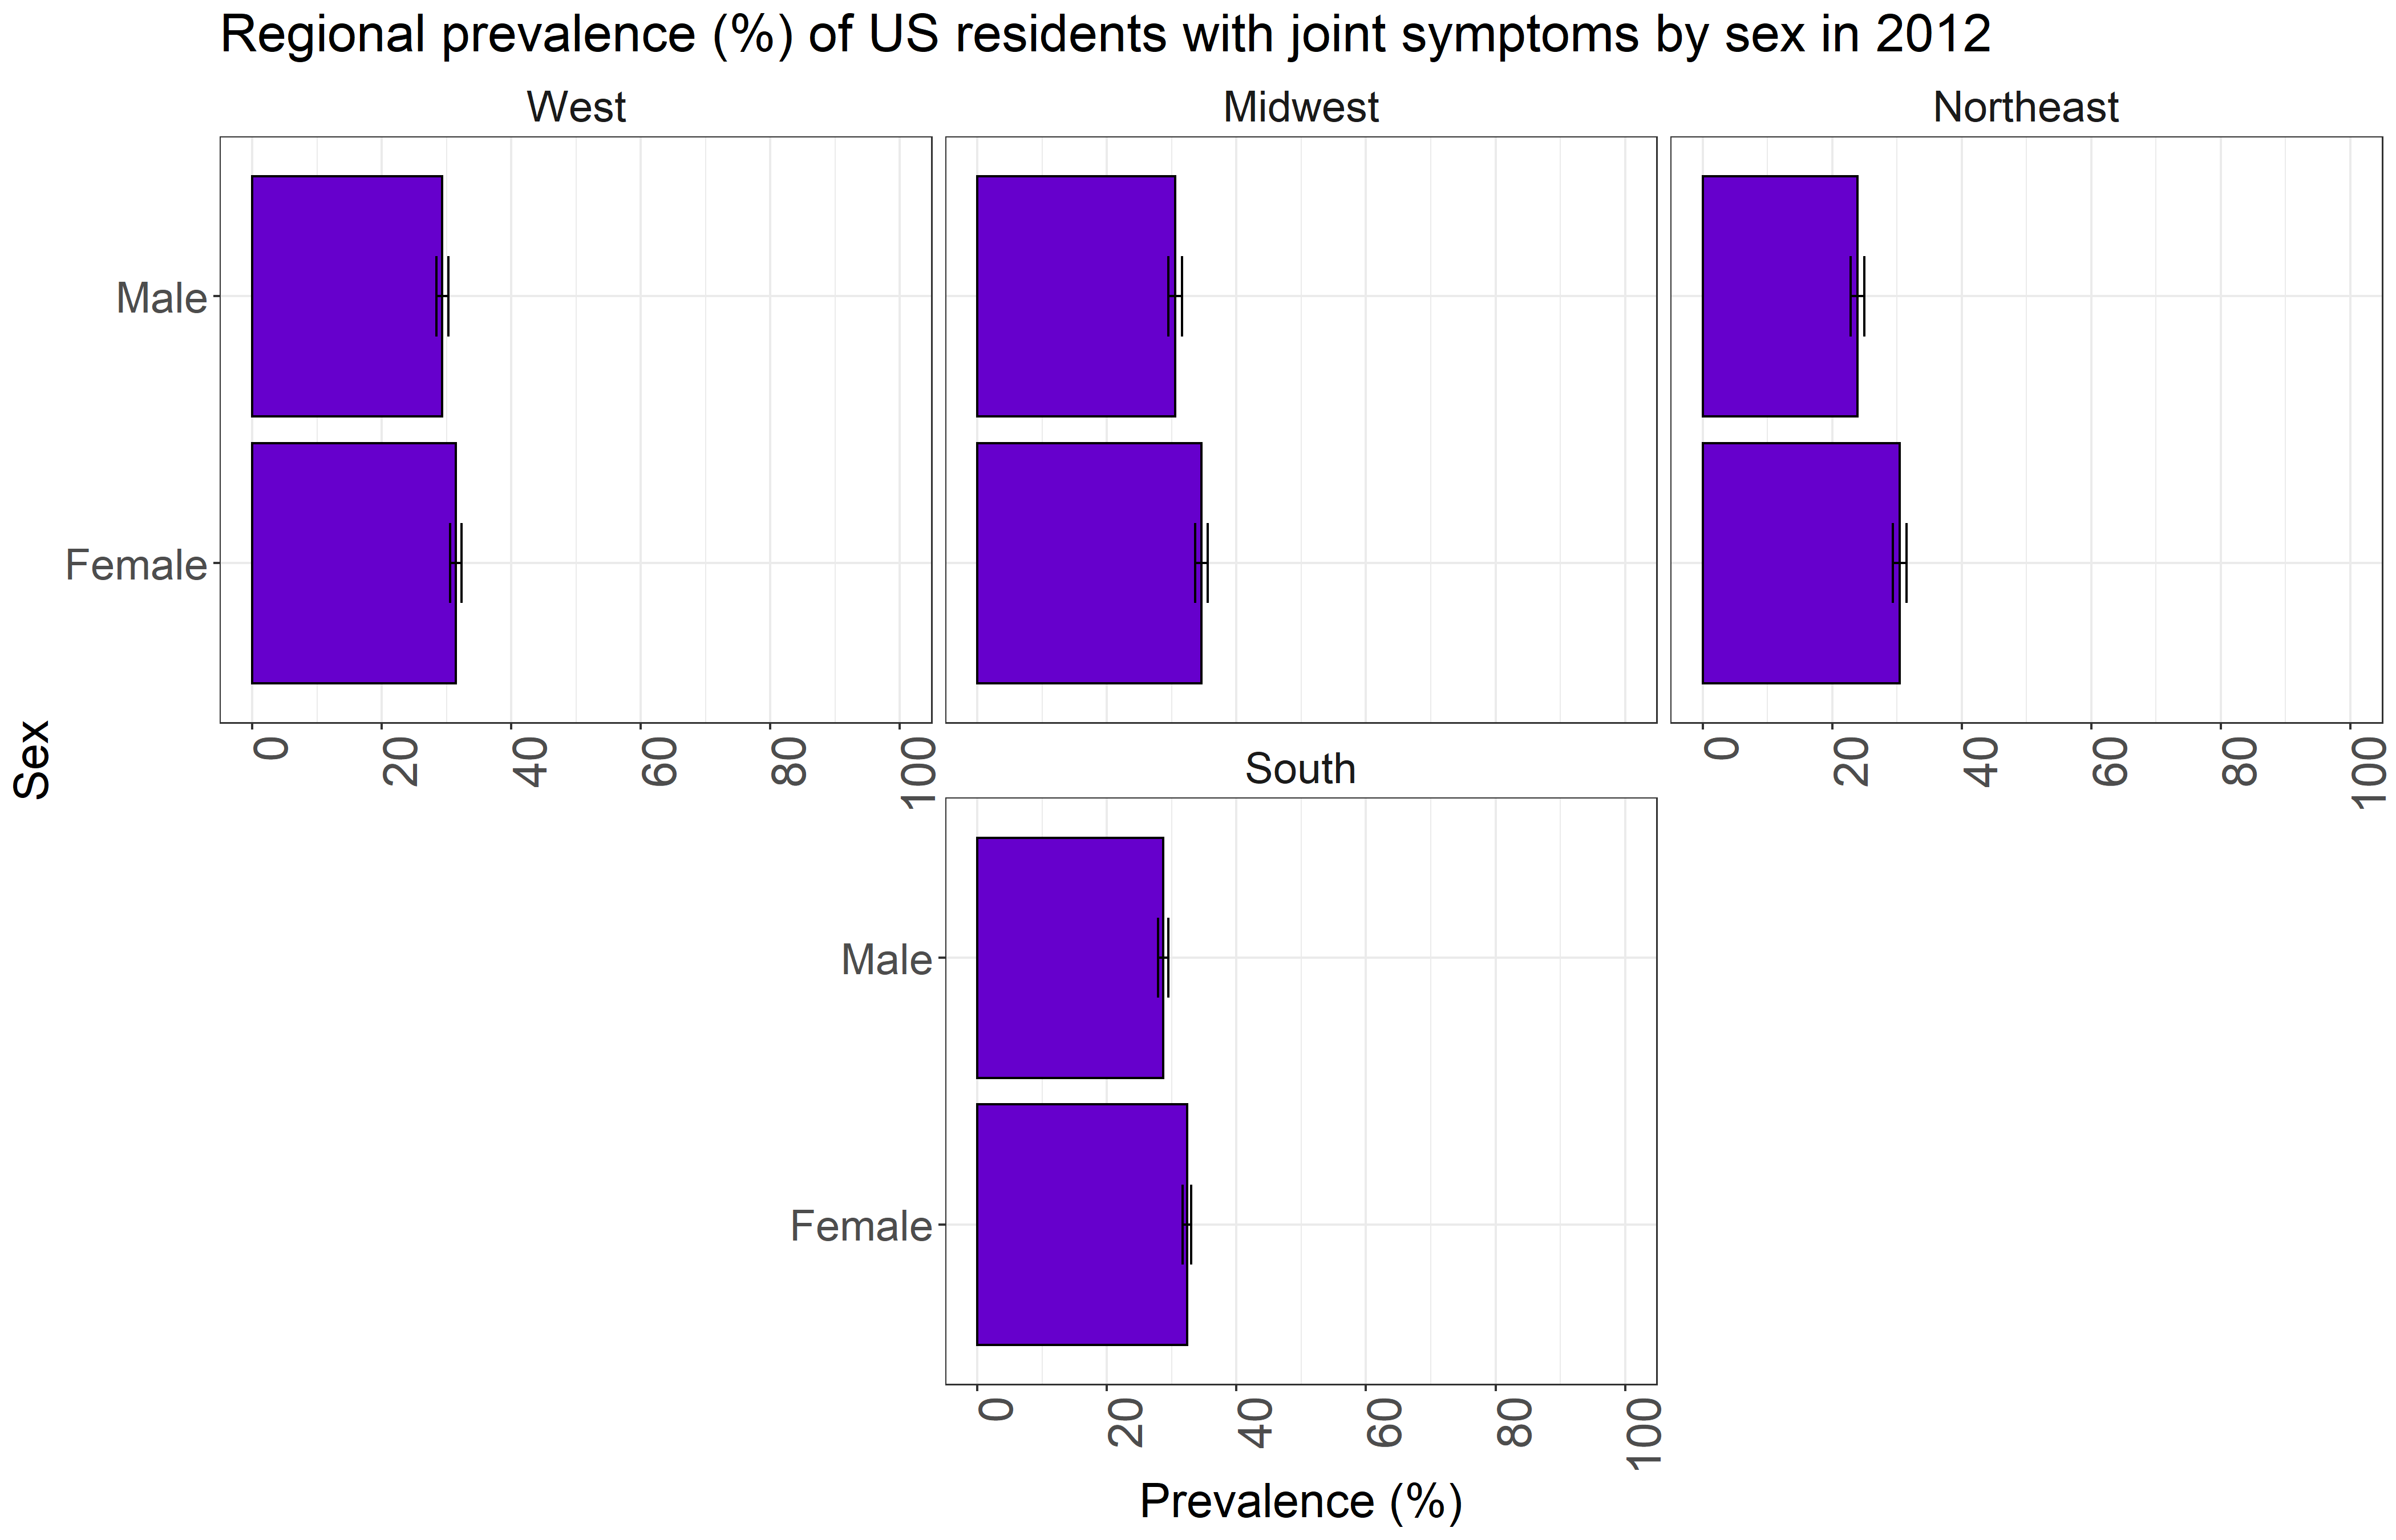 Regional prevalence (%) of US residents with joint symptoms by sex in 2012
West
Midwest
Northeast
Male
Female
0 20 40 60 80 100
0 20 40 60 80 100
Sex
South
Male
Female
0 20 40 60 80 100
Prevalence (%)